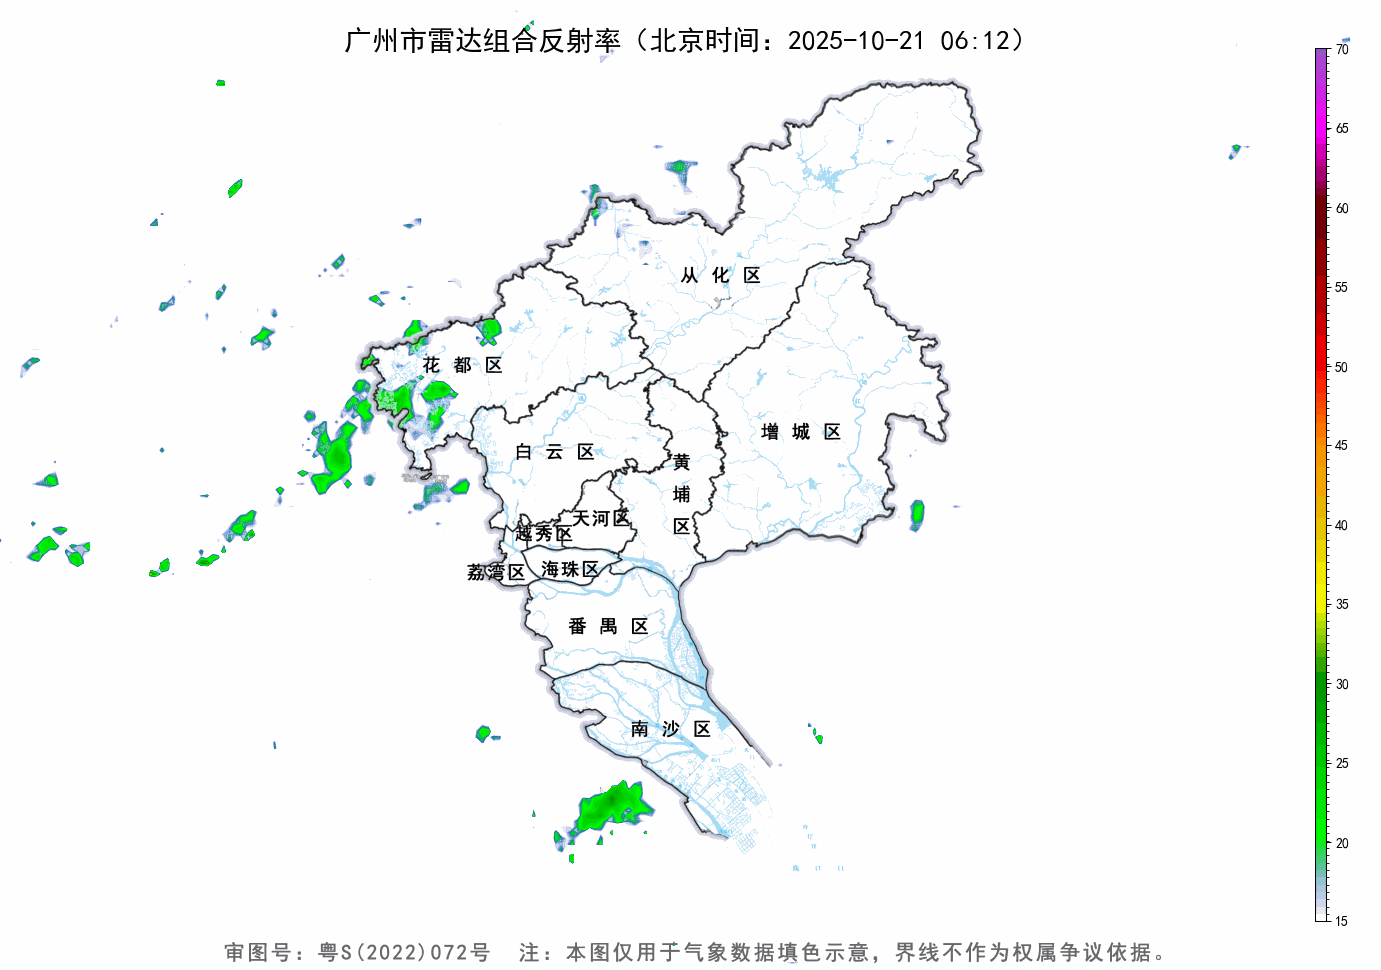 广州市雷达组合反射率（北京时间：2025-10-21 06:12）
70
65
60
55
50
45
40
35
30
25
20
15
从化区
花都区
增城区
白云区
黄埔区
天河区
越秀区
荔湾区
海珠区
番禺区
南沙区
审图号：粤S(2022)072号 注：本图仅用于气象数据填色示意，界线不作为权属争议依据。